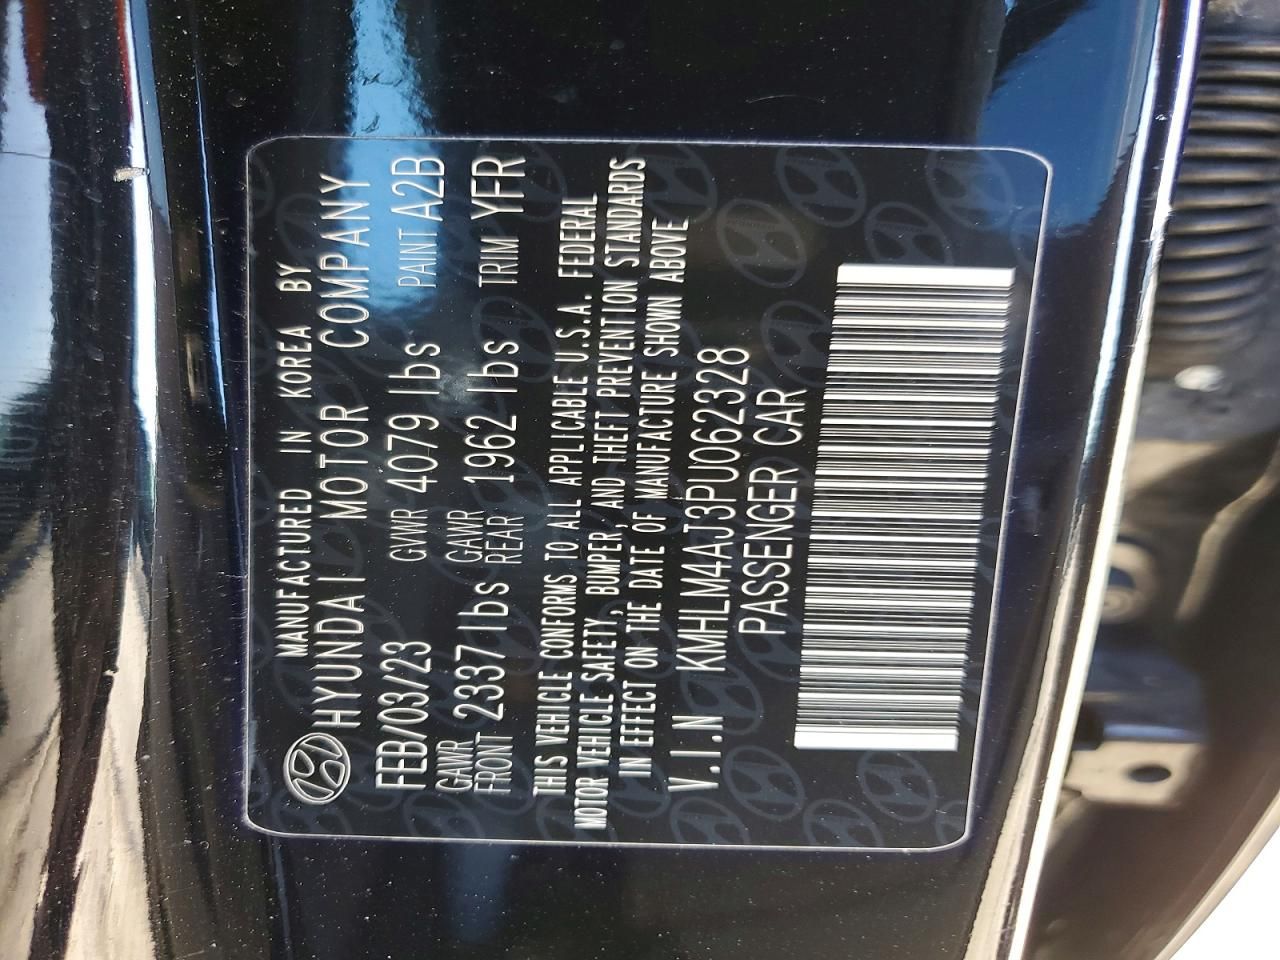 MANUFACTURED IN KOREA BY
HYUNDAI MOTOR COMPANY
FEB/03/23 GVWR 4079 lbs PAINT A2B
GAWR FRONT 2337 lbs GAWR REAR 1962 lbs TRIM YFR
THIS VEHICLE CONFORMS TO ALL APPLICABLE U.S.A. FEDERAL
MOTOR VEHICLE SAFETY, BUMPER, AND THEFT PREVENTION STANDARDS
IN EFFECT ON THE DATE OF MANUFACTURE SHOWN ABOVE
V.I.N KMHLM4AJ3PU062328
PASSENGER CAR